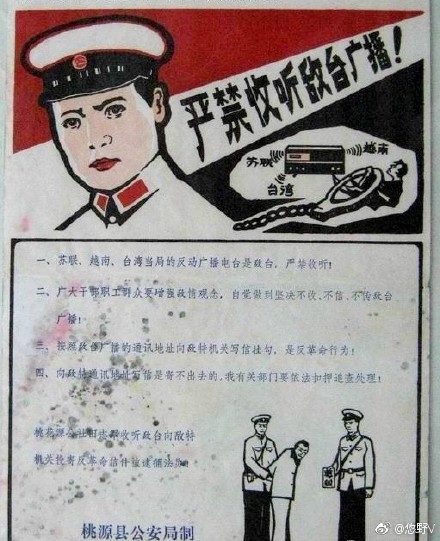 严禁收听敌台广播!
苏联
越南
台湾
一、苏联、越南、台湾当局的反动广播电台是敌台,严禁收听!
二、广大干部职工群众要增强敌情观念,自觉做到坚决不收、不信、不传敌台
广播!
三、按照敌台广播的通讯地址向敌特机关写信挂勾,是反革命行为!
四、向敌特通讯地址写信是寄不出去的,我有关部门要依法扣押追查处理!
桃花源公社田 收听敌台向敌特
机关投寄反革命信件被逮捕法办
桃源县公安局制
@悠野V